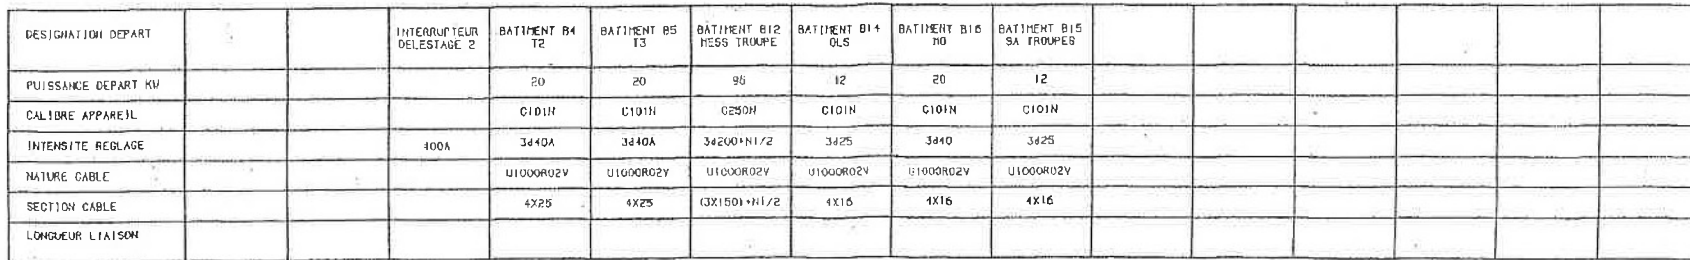 DESIGNATION DEPART
INTERRUPTEUR DELESTAGE 2
BATIMENT B4 T2
BATIMENT B5 T3
BATIMENT B12 MESS TROUPE
BATIMENT B14 OLS
BATIMENT B16 MO
BATIMENT B15 SA TROUPES
PUISSANCE DEPART KW 20 20 95 12 20 12
CALIBRE APPAREIL C101N C101N C250N C101N C101N C101N
INTENSITE REGLAGE 400A 3d40A 3d40A 3d200+N1/2 3d25 3d40 3d25
NATURE CABLE U1000R02V U1000R02V U1000R02V U1000R02V U1000R02V U1000R02V
SECTION CABLE 4X25 4X25 (3X150)+N1/2 4X16 4X16 4X16
LONGUEUR LIAISON